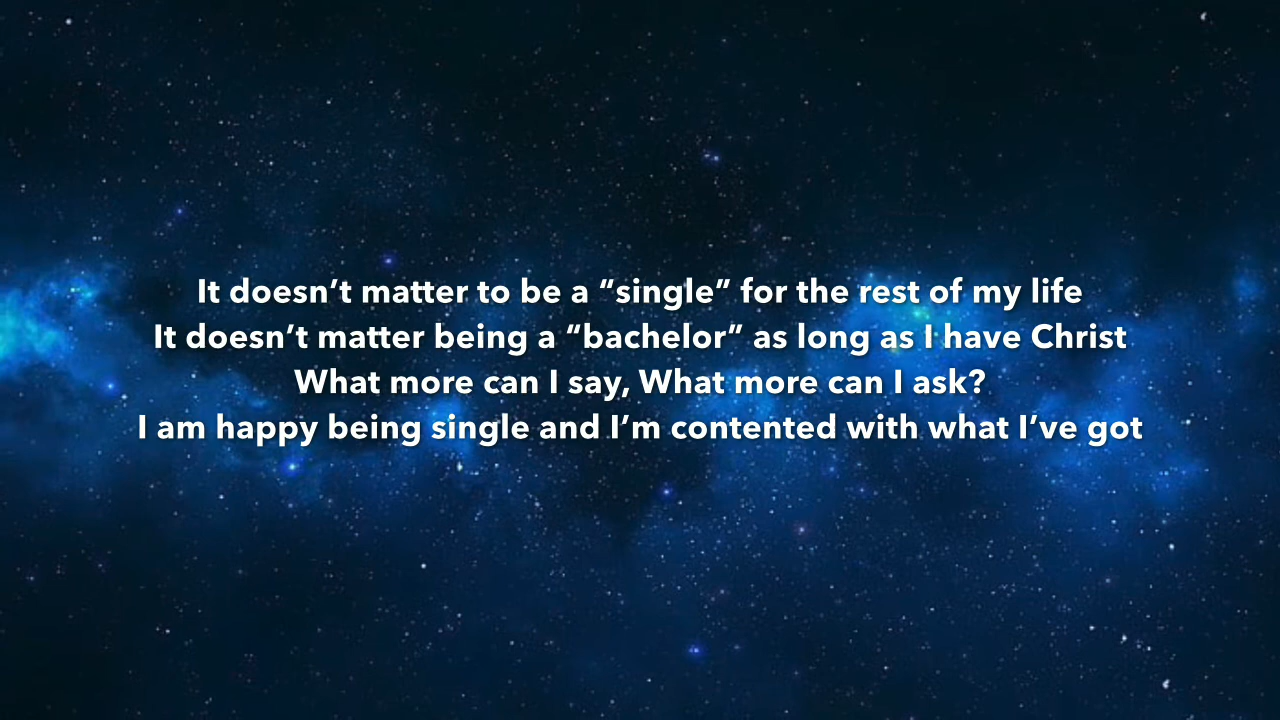 It doesn’t matter to be a “single” for the rest of my life
It doesn’t matter being a “bachelor” as long as I have Christ
What more can I say, What more can I ask?
I am happy being single and I’m contented with what I’ve got